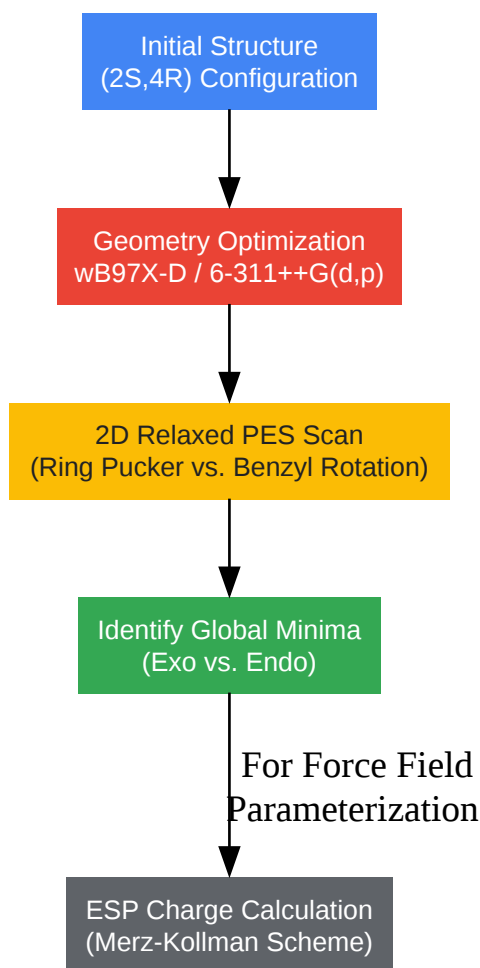 Initial Structure
(2S,4R) Configuration
Geometry Optimization
wB97X-D / 6-311++G(d,p)
2D Relaxed PES Scan
(Ring Pucker vs. Benzyl Rotation)
Identify Global Minima
(Exo vs. Endo)
For Force Field
Parameterization
ESP Charge Calculation
(Merz-Kollman Scheme)